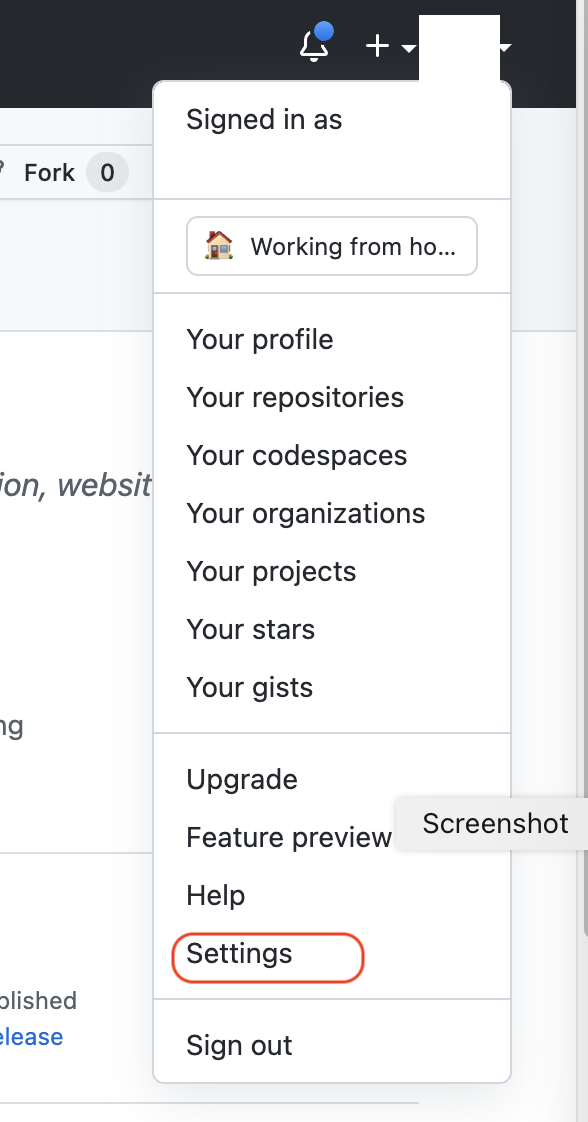 Signed in as
Fork 0
Working from ho...
Your profile
Your repositories
Your codespaces
ion, websit
Your organizations
Your projects
Your stars
Your gists
ng
Upgrade
Screenshot
Feature preview
Help
Settings
blished
elease
Sign out